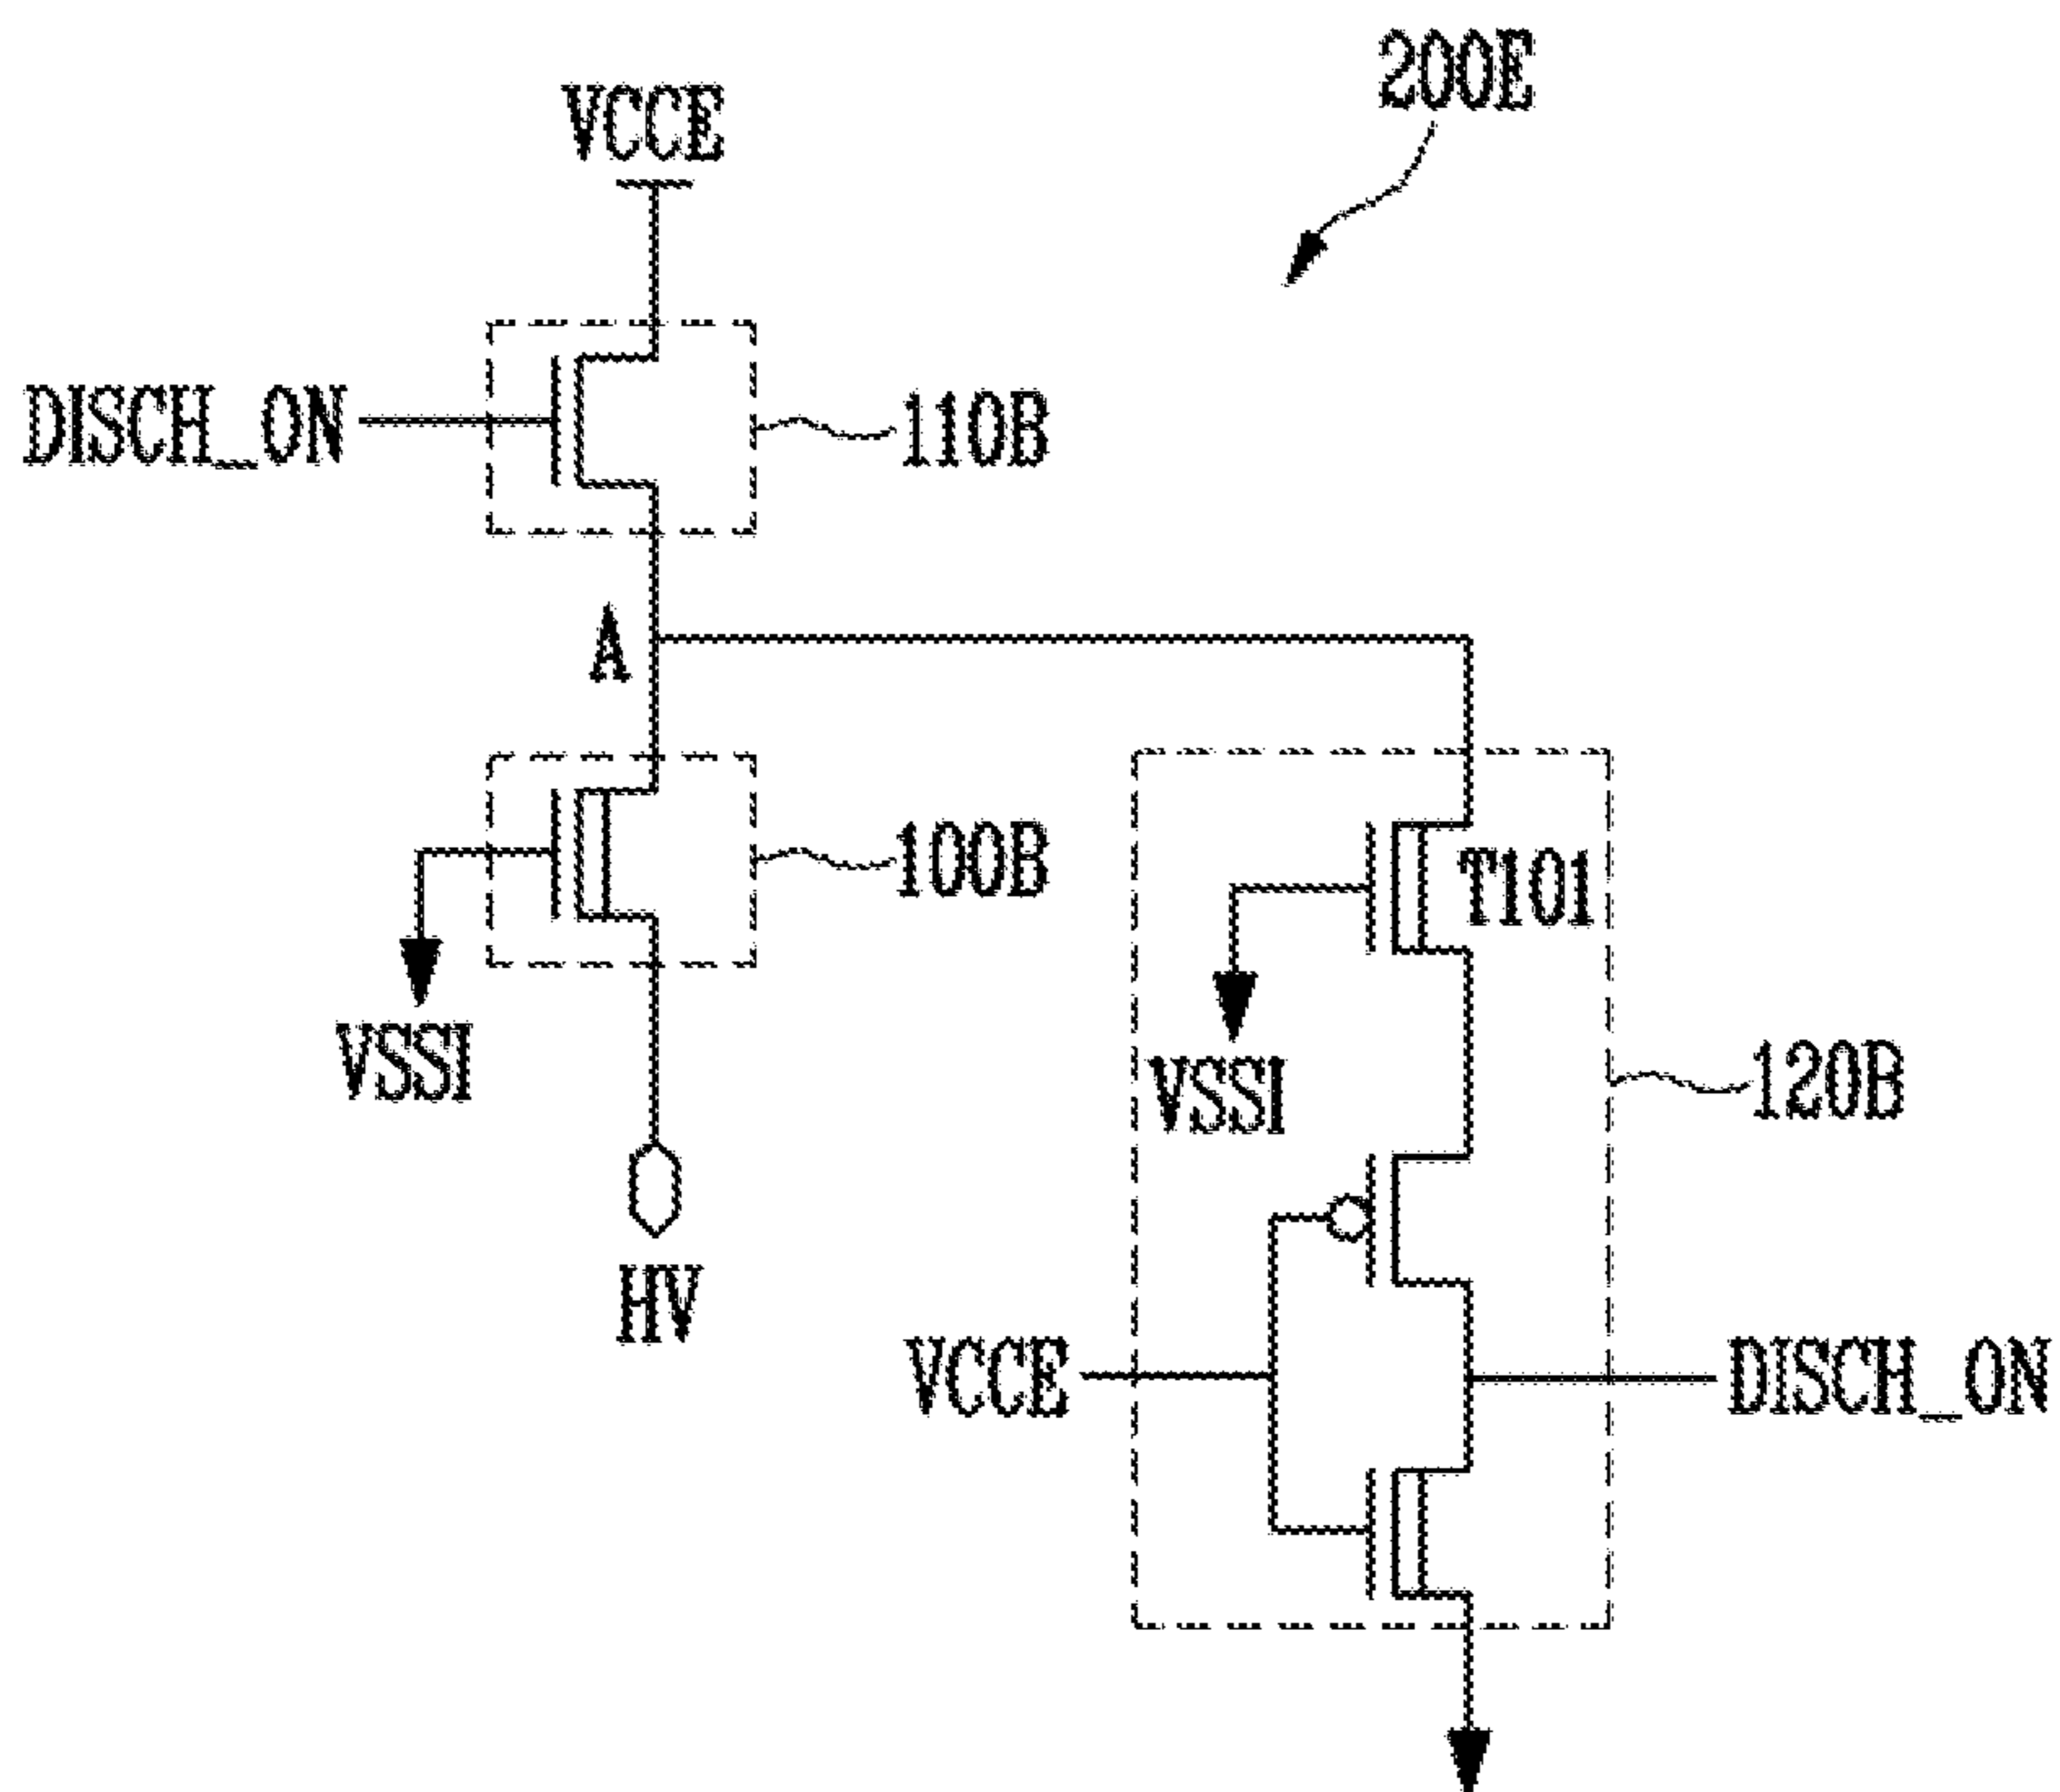 200E
VCCE
DISCH_ON
110B
A
100B
T101
VSSI
VSSI
120B
HV
VCCE
DISCH_ON